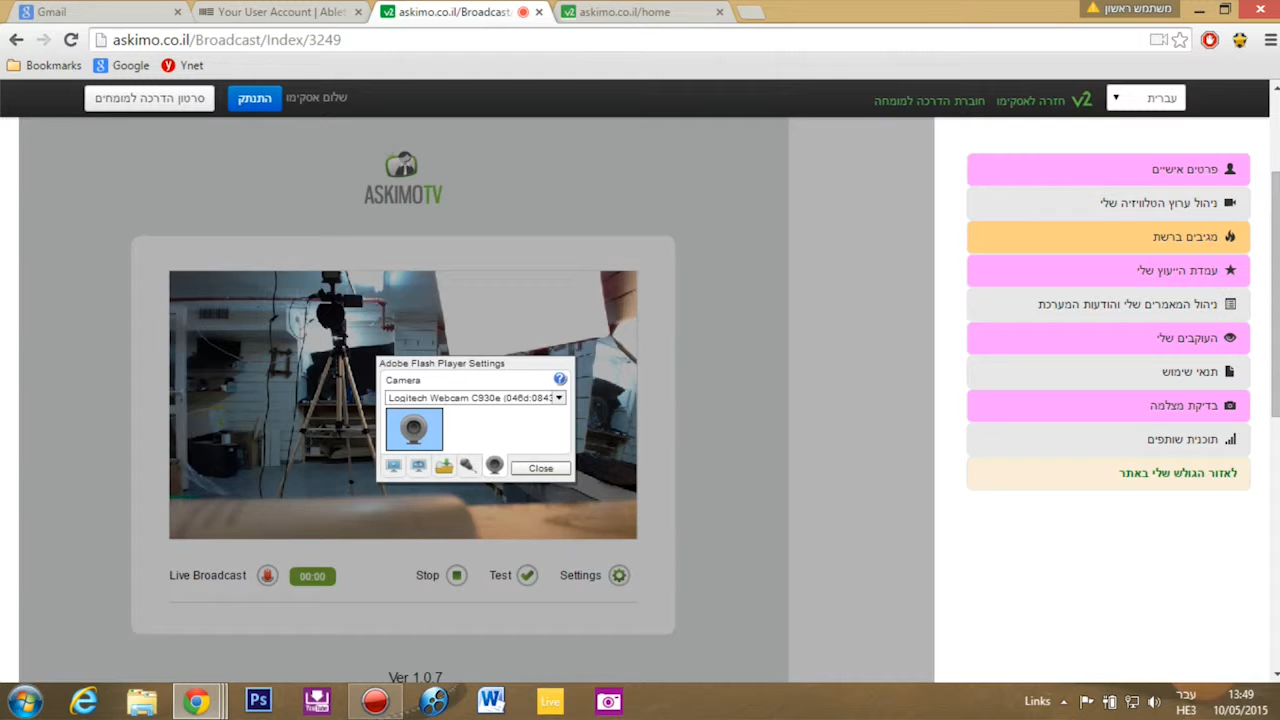 Gmail
Your User Account | Ablet
askimo.co.il/Broadcast/
askimo.co.il/home
משתמש ראשון
askimo.co.il/Broadcast/Index/3249
Bookmarks
Google
Ynet
סרטון הדרכה למומחים
התנתק
שלום אסקימו
חוברת הדרכה למומחה
חזרה לאסקימו
v2
עברית
ASKIMOTV
Adobe Flash Player Settings
Camera
Logitech Webcam C930e (046d:0843
Close
Live Broadcast
00:00
Stop
Test
Settings
Ver 1.0.7
פרטים אישיים
ניהול ערוץ הטלוויזיה שלי
מגיבים ברשת
עמדת הייעוץ שלי
ניהול המאמרים שלי והודעות המערכת
העוקבים שלי
תנאי שימוש
בדיקת מצלמה
תוכנית שותפים
לאזור הגולש שלי באתר
Ps
YouTube
W
Live
Links
עבר
HE3
13:49
10/05/2015